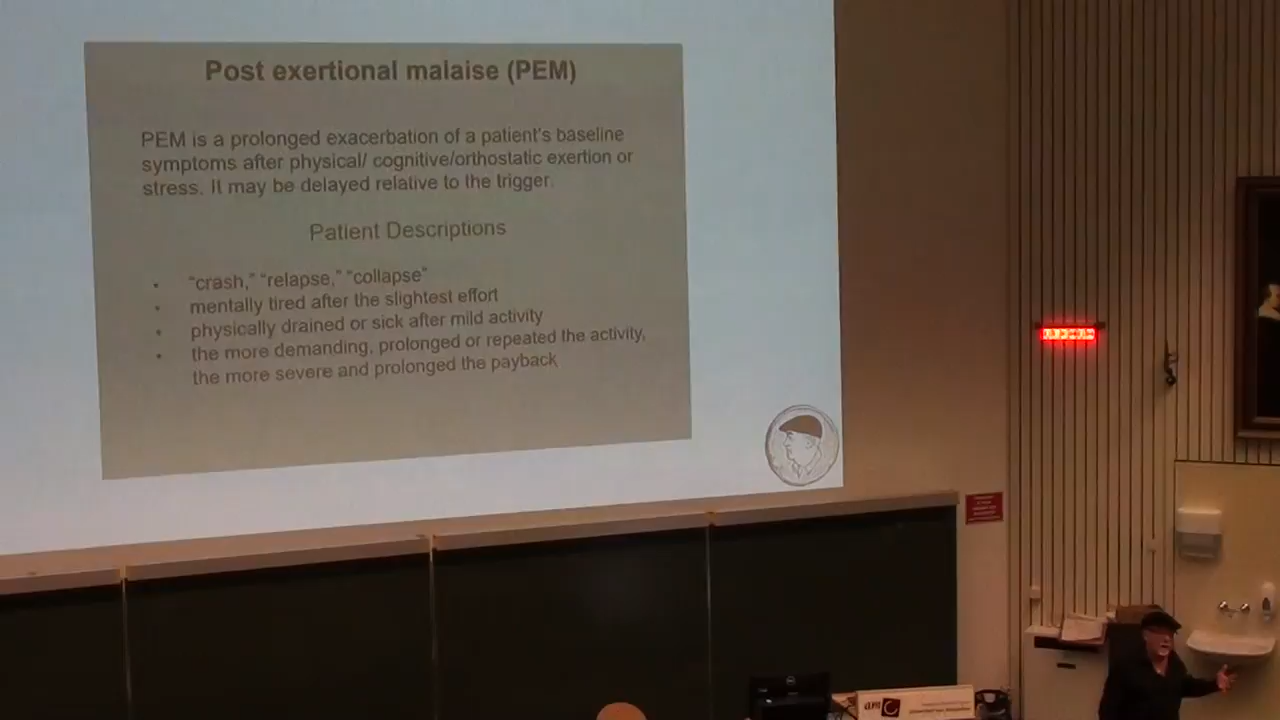 Post exertional malaise (PEM)
PEM is a prolonged exacerbation of a patient's baseline
symptoms after physical/ cognitive/orthostatic exertion or
stress. It may be delayed relative to the trigger.
Patient Descriptions
• "crash," "relapse," "collapse"
• mentally tired after the slightest effort
• physically drained or sick after mild activity
• the more demanding, prolonged or repeated the activity,
the more severe and prolonged the payback